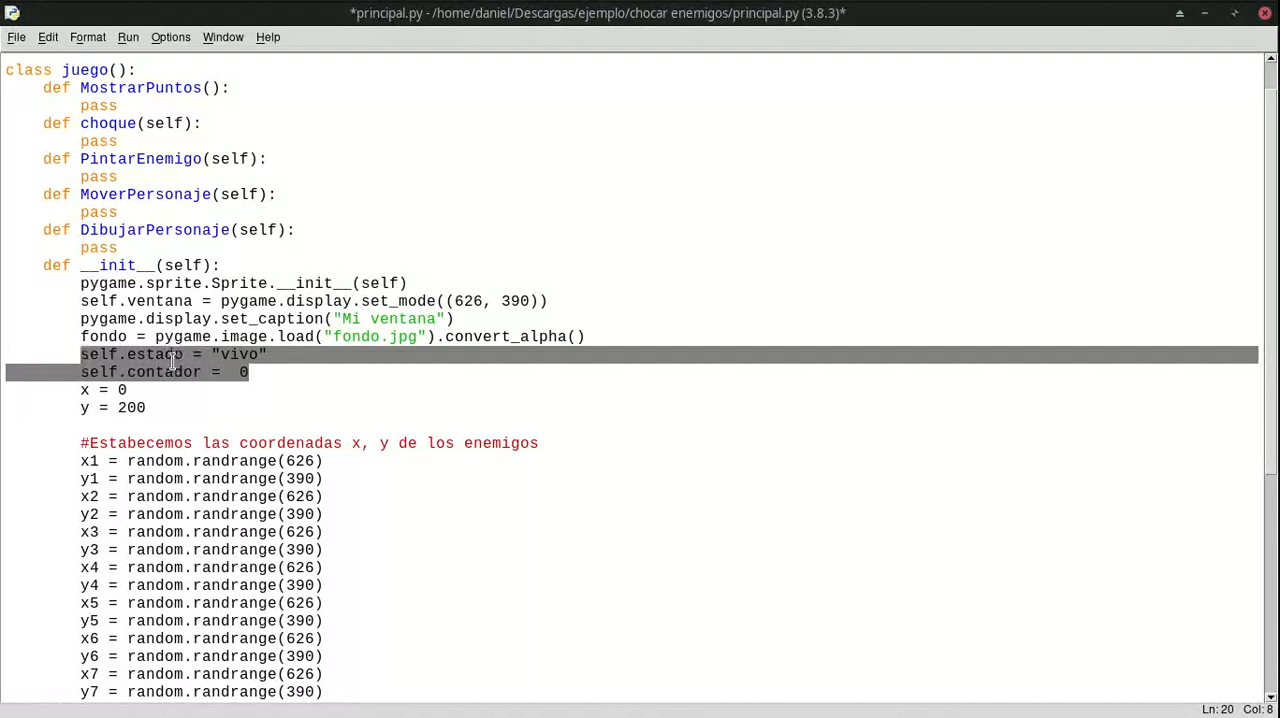 *principal.py - /home/daniel/Descargas/ejemplo/chocar enemigos/principal.py (3.8.3)*
File Edit Format Run Options Window Help
class juego():
    def MostrarPuntos():
        pass
    def choque(self):
        pass
    def PintarEnemigo(self):
        pass
    def MoverPersonaje(self):
        pass
    def DibujarPersonaje(self):
        pass
    def __init__(self):
        pygame.sprite.Sprite.__init__(self)
        self.ventana = pygame.display.set_mode((626, 390))
        pygame.display.set_caption("Mi ventana")
        fondo = pygame.image.load("fondo.jpg").convert_alpha()
        self.estado = "vivo"
        self.contador =  0
        x = 0
        y = 200
        #Estabecemos las coordenadas x, y de los enemigos
        x1 = random.randrange(626)
        y1 = random.randrange(390)
        x2 = random.randrange(626)
        y2 = random.randrange(390)
        x3 = random.randrange(626)
        y3 = random.randrange(390)
        x4 = random.randrange(626)
        y4 = random.randrange(390)
        x5 = random.randrange(626)
        y5 = random.randrange(390)
        x6 = random.randrange(626)
        y6 = random.randrange(390)
        x7 = random.randrange(626)
        y7 = random.randrange(390)
Ln: 20 Col: 8